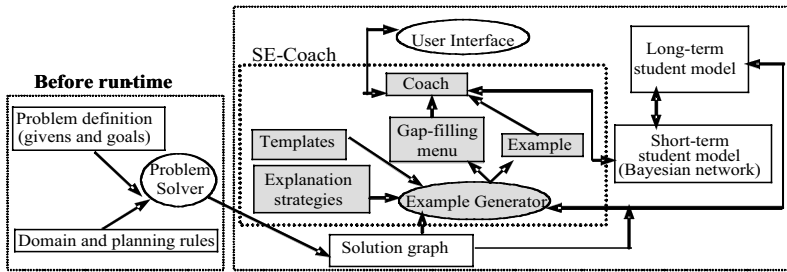 Before run-time
Problem definition
(givens and goals)
Problem
Solver
Domain and planning rules
SE-Coach
User Interface
Coach
Templates
Gap-filling
menu
Example
Explanation
strategies
Example Generator
Solution graph
Long-term
student model
Short-term
student model
(Bayesian network)